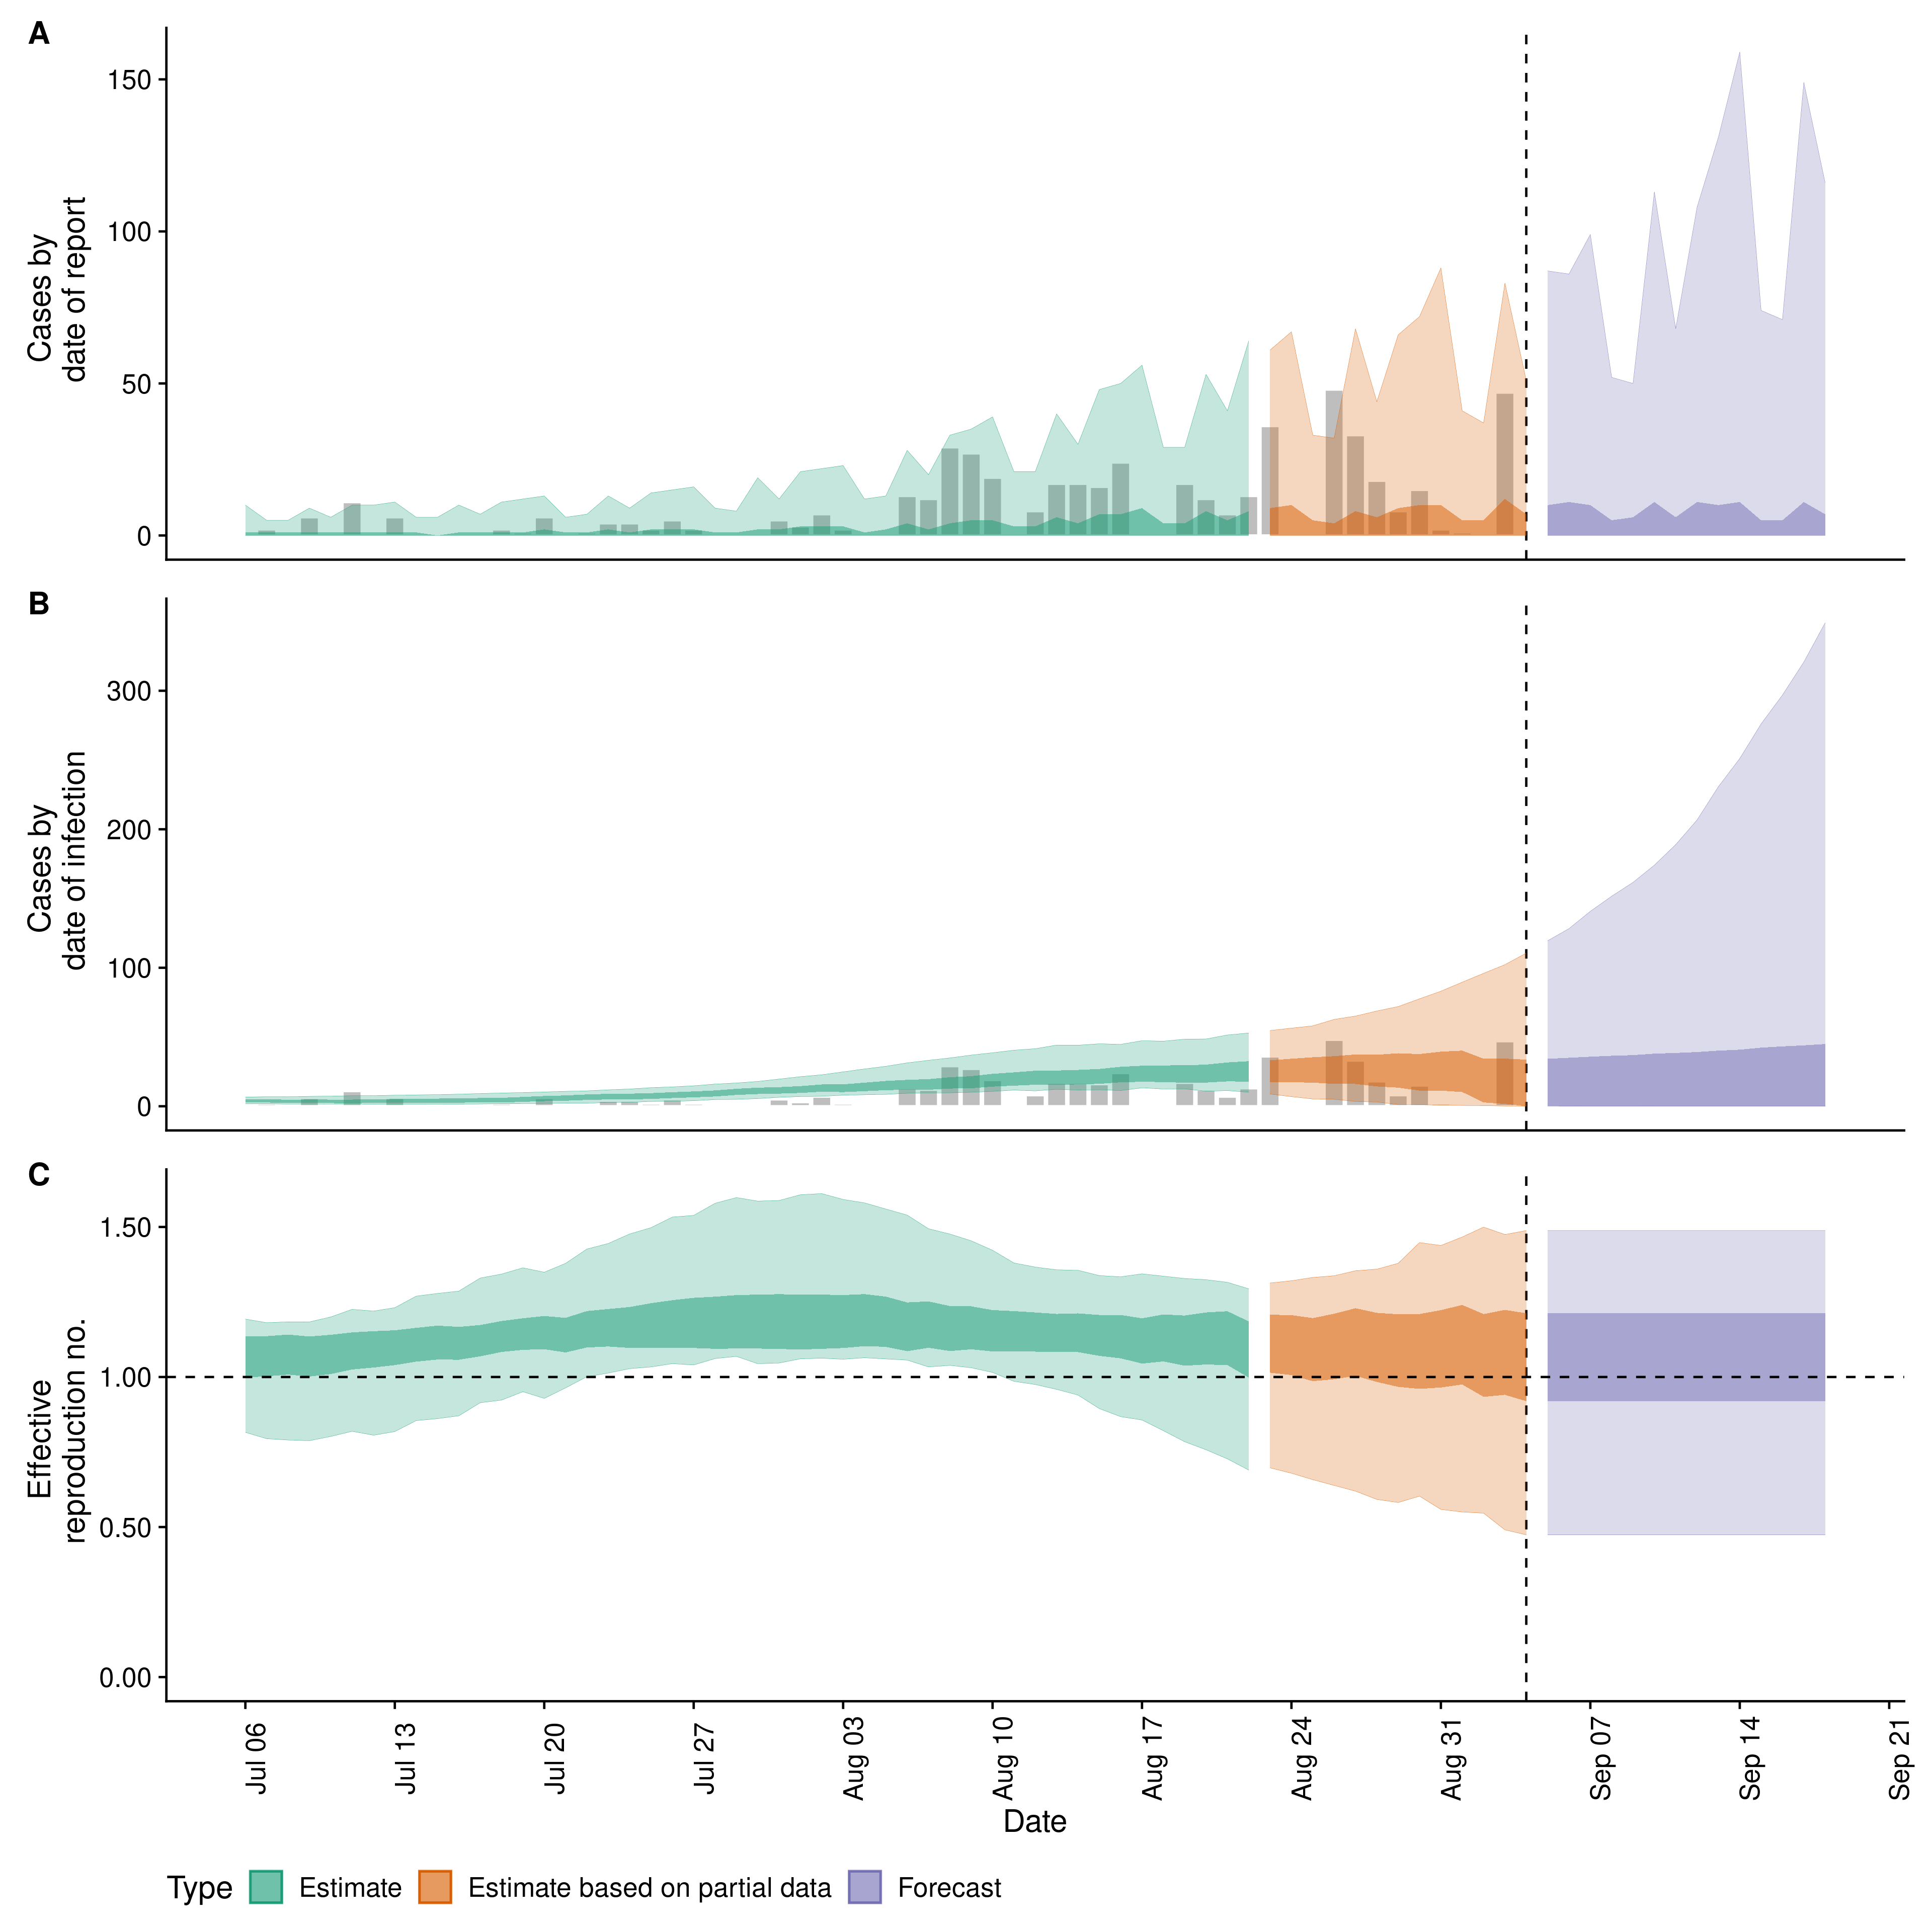 A
150
100
50
0
Cases by
date of report
B
300
200
100
0
Cases by
date of infection
C
1.50
1.00
0.50
0.00
Effective
reproduction no.
Jul 06
Jul 13
Jul 20
Jul 27
Aug 03
Aug 10
Aug 17
Aug 24
Aug 31
Sep 07
Sep 14
Sep 21
Date
Type Estimate Estimate based on partial data Forecast